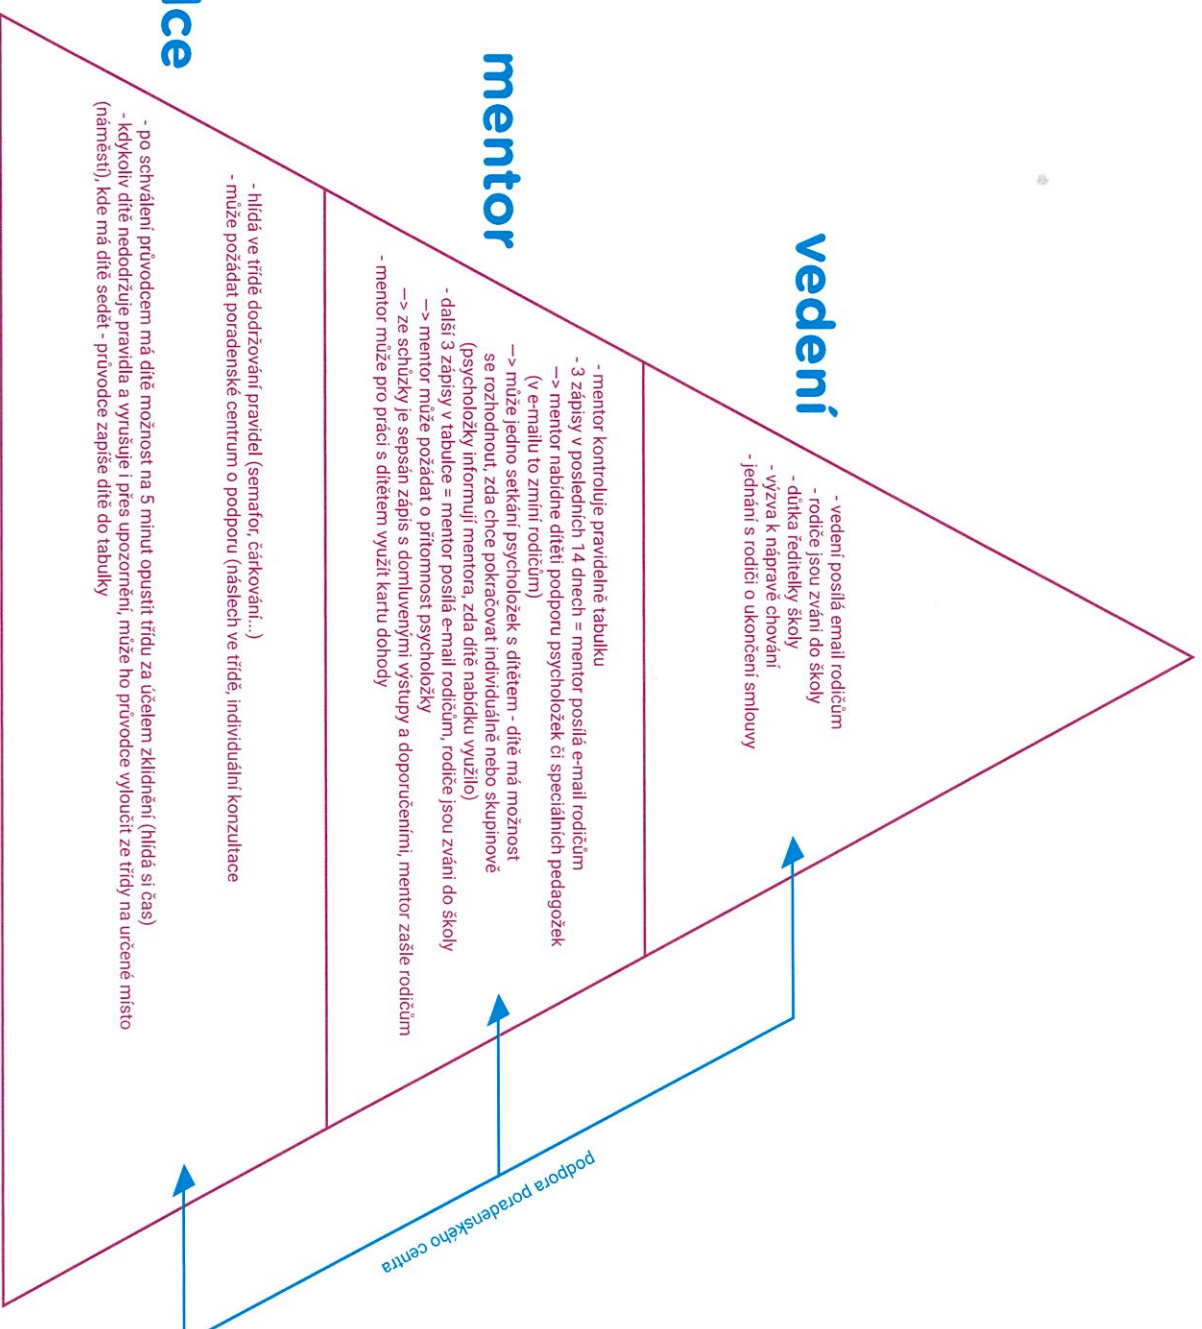 vedení
- vedení posílá email rodičům
- rodiče jsou zváni do školy
- důtka ředitelky školy
- výzva k nápravě chování
- jednání s rodiči o ukončení smlouvy
mentor
- mentor kontroluje pravidelně tabulku
- 3 zápisy v posledních 14 dnech = mentor posílá e-mail rodičům
—> mentor nabídne dítěti podporu psycholožek či speciálních pedagožek
(v e-mailu to zmíní rodičům)
—> může jedno setkání psycholožek s dítětem - dítě má možnost
se rozhodnout, zda chce pokračovat individuálně nebo skupinově
(psycholožky informují mentora, zda dítě nabídku využilo)
- další 3 zápisy v tabulce = mentor posílá e-mail rodičům, rodiče jsou zváni do školy
—> mentor může požádat o přítomnost psycholožky
—> ze schůzky je sepsán zápis s domluvenými výstupy a doporučeními, mentor zašle rodičům
- mentor může pro práci s dítětem využít kartu dohody
lce
- hlídá ve třídě dodržování pravidel (semafor, čárkování...)
- může požádat poradenské centrum o podporu (náslech ve třídě, individuální konzultace
- po schválení průvodcem má dítě možnost na 5 minut opustit třídu za účelem zklidnění (hlídá si čas)
- kdykoliv dítě nedodržuje pravidla a vyrušuje i přes upozornění, může ho průvodce vyloučit ze třídy na určené místo
(náměstí), kde má dítě sedět - průvodce zapíše dítě do tabulky
podpora poradenského centra